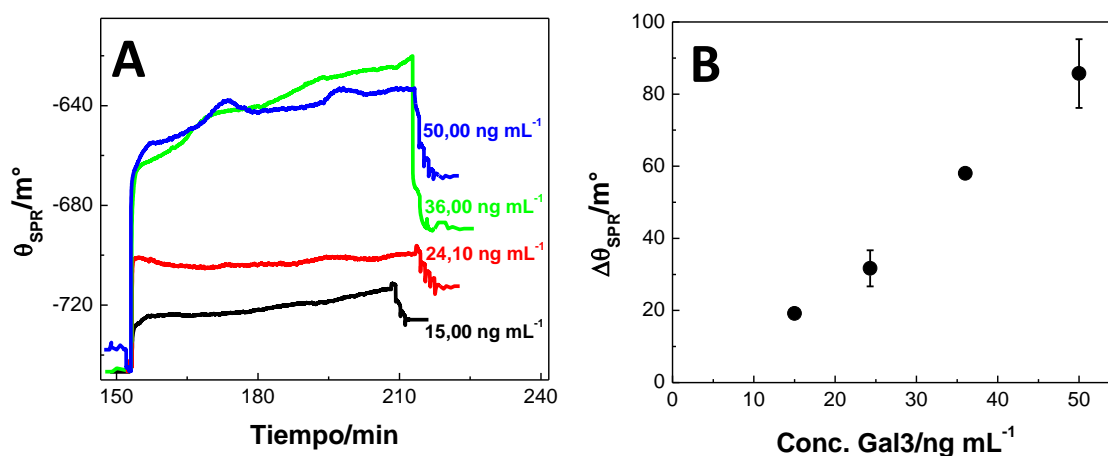 A
-640
-680
-720
150
180
210
240
θSPR/m°
Tiempo/min
50,00 ng mL⁻¹
36,00 ng mL⁻¹
24,10 ng mL⁻¹
15,00 ng mL⁻¹
B
100
80
60
40
20
0
0
10
20
30
40
50
ΔθSPR/m°
Conc. Gal3/ng mL⁻¹